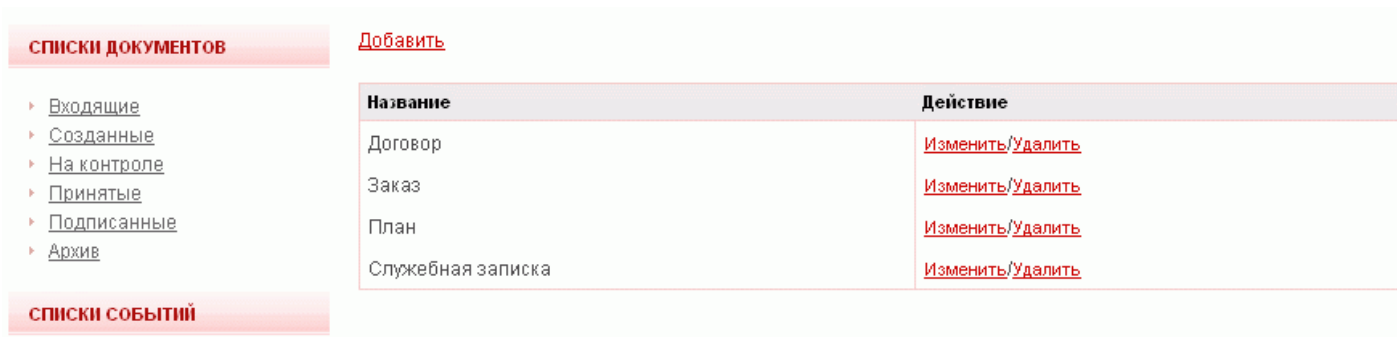 СПИСКИ ДОКУМЕНТОВ
Входящие
Созданные
На контроле
Принятые
Подписанные
Архив
СПИСКИ СОБЫТИЙ
Добавить
Название Действие
Договор Изменить/Удалить
Заказ Изменить/Удалить
План Изменить/Удалить
Служебная записка Изменить/Удалить